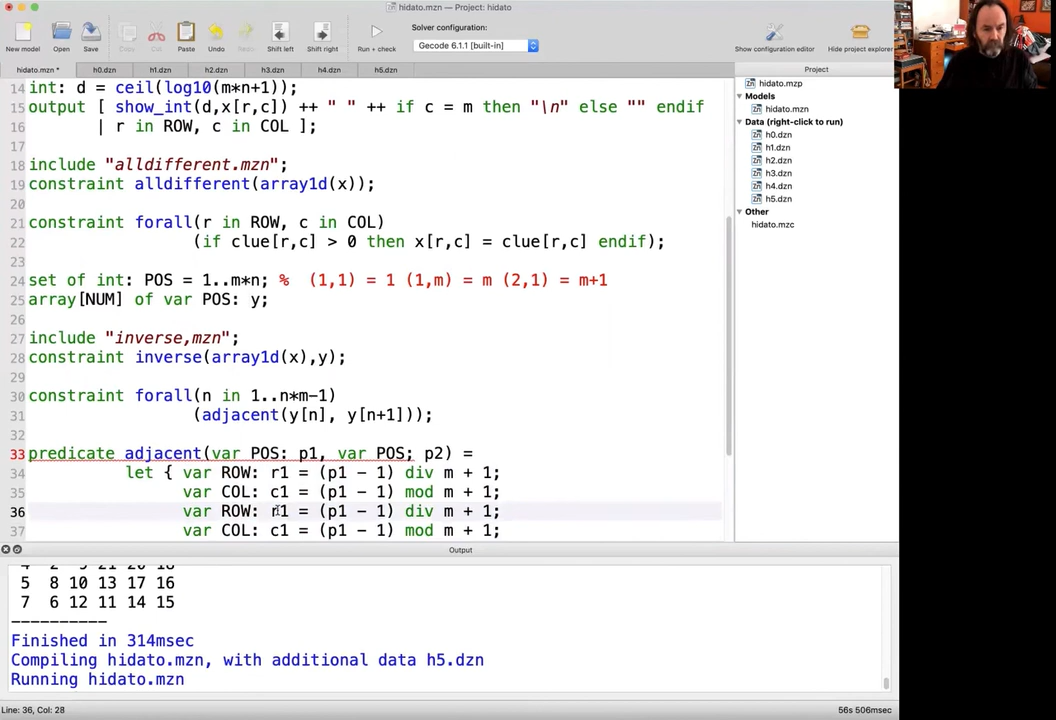 hidato.mzn — Project: hidato
Solver configuration:
New model Open Save Copy Cut Paste Undo Redo Shift left Shift right Run + check Gecode 6.1.1 [built-in] Show configuration editor Hide project explorer
hidato.mzn * h0.dzn h1.dzn h2.dzn h3.dzn h4.dzn h5.dzn
Project
14 int: d = ceil(log10(m*n+1));
15 output [ show_int(d,x[r,c]) ++ " " ++ if c = m then "\n" else "" endif
16 | r in ROW, c in COL ];
17
18 include "alldifferent.mzn";
19 constraint alldifferent(array1d(x));
20
21 constraint forall(r in ROW, c in COL)
22 (if clue[r,c] > 0 then x[r,c] = clue[r,c] endif);
23
24 set of int: POS = 1..m*n; % (1,1) = 1 (1,m) = m (2,1) = m+1
25 array[NUM] of var POS: y;
26
27 include "inverse,mzn";
28 constraint inverse(array1d(x),y);
29
30 constraint forall(n in 1..n*m-1)
31 (adjacent(y[n], y[n+1]));
32
33 predicate adjacent(var POS: p1, var POS; p2) =
34 let { var ROW: r1 = (p1 - 1) div m + 1;
35 var COL: c1 = (p1 - 1) mod m + 1;
36 var ROW: r1 = (p1 - 1) div m + 1;
37 var COL: c1 = (p1 - 1) mod m + 1;
hidato.mzp
Models
hidato.mzn
Data (right-click to run)
h0.dzn
h1.dzn
h2.dzn
h3.dzn
h4.dzn
h5.dzn
Other
hidato.mzc
Output
5 8 10 13 17 16
7 6 12 11 14 15
----------
Finished in 314msec
Compiling hidato.mzn, with additional data h5.dzn
Running hidato.mzn
Line: 36, Col: 28
56s 506msec